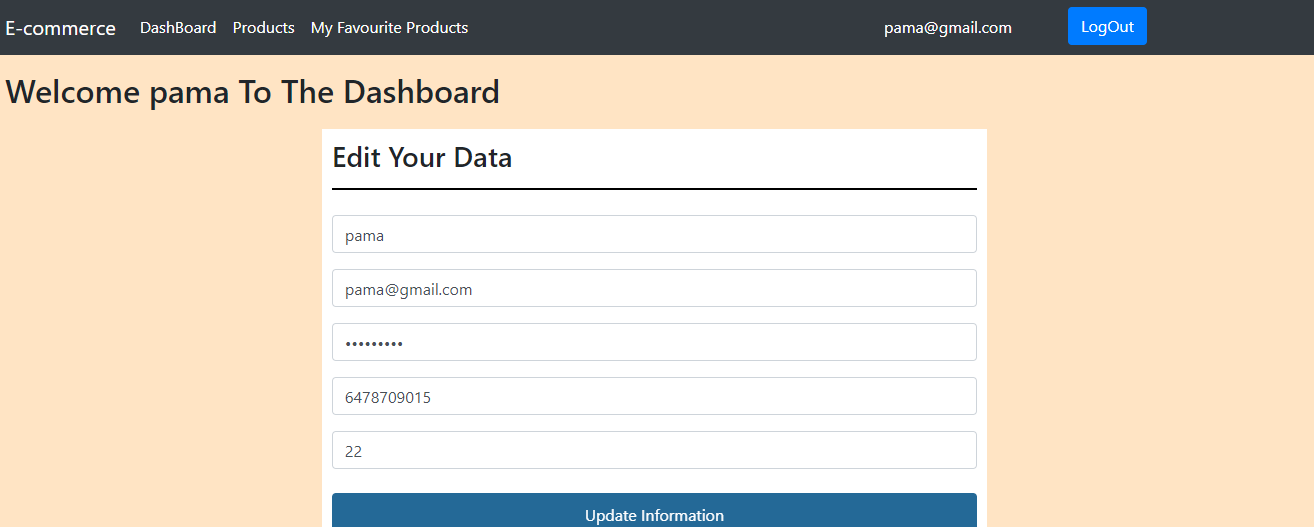 E-commerce DashBoard Products My Favourite Products pama@gmail.com LogOut
Welcome pama To The Dashboard
Edit Your Data
pama
pama@gmail.com
•••••••••
6478709015
22
Update Information